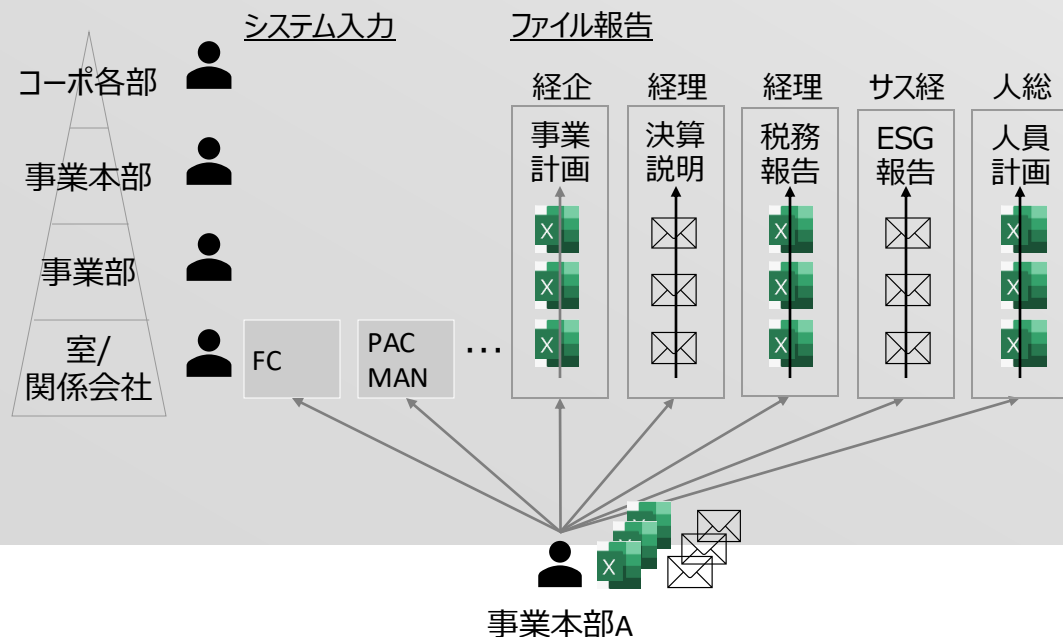 システム入力
ファイル報告
コーポ各部
事業本部
事業部
室/
関係会社
FC
PAC
MAN
…
経企
事業
計画
経理
決算
説明
経理
税務
報告
サス経
ESG
報告
人総
人員
計画
X
X
X
X
X
X
X
X
X
X
事業本部A